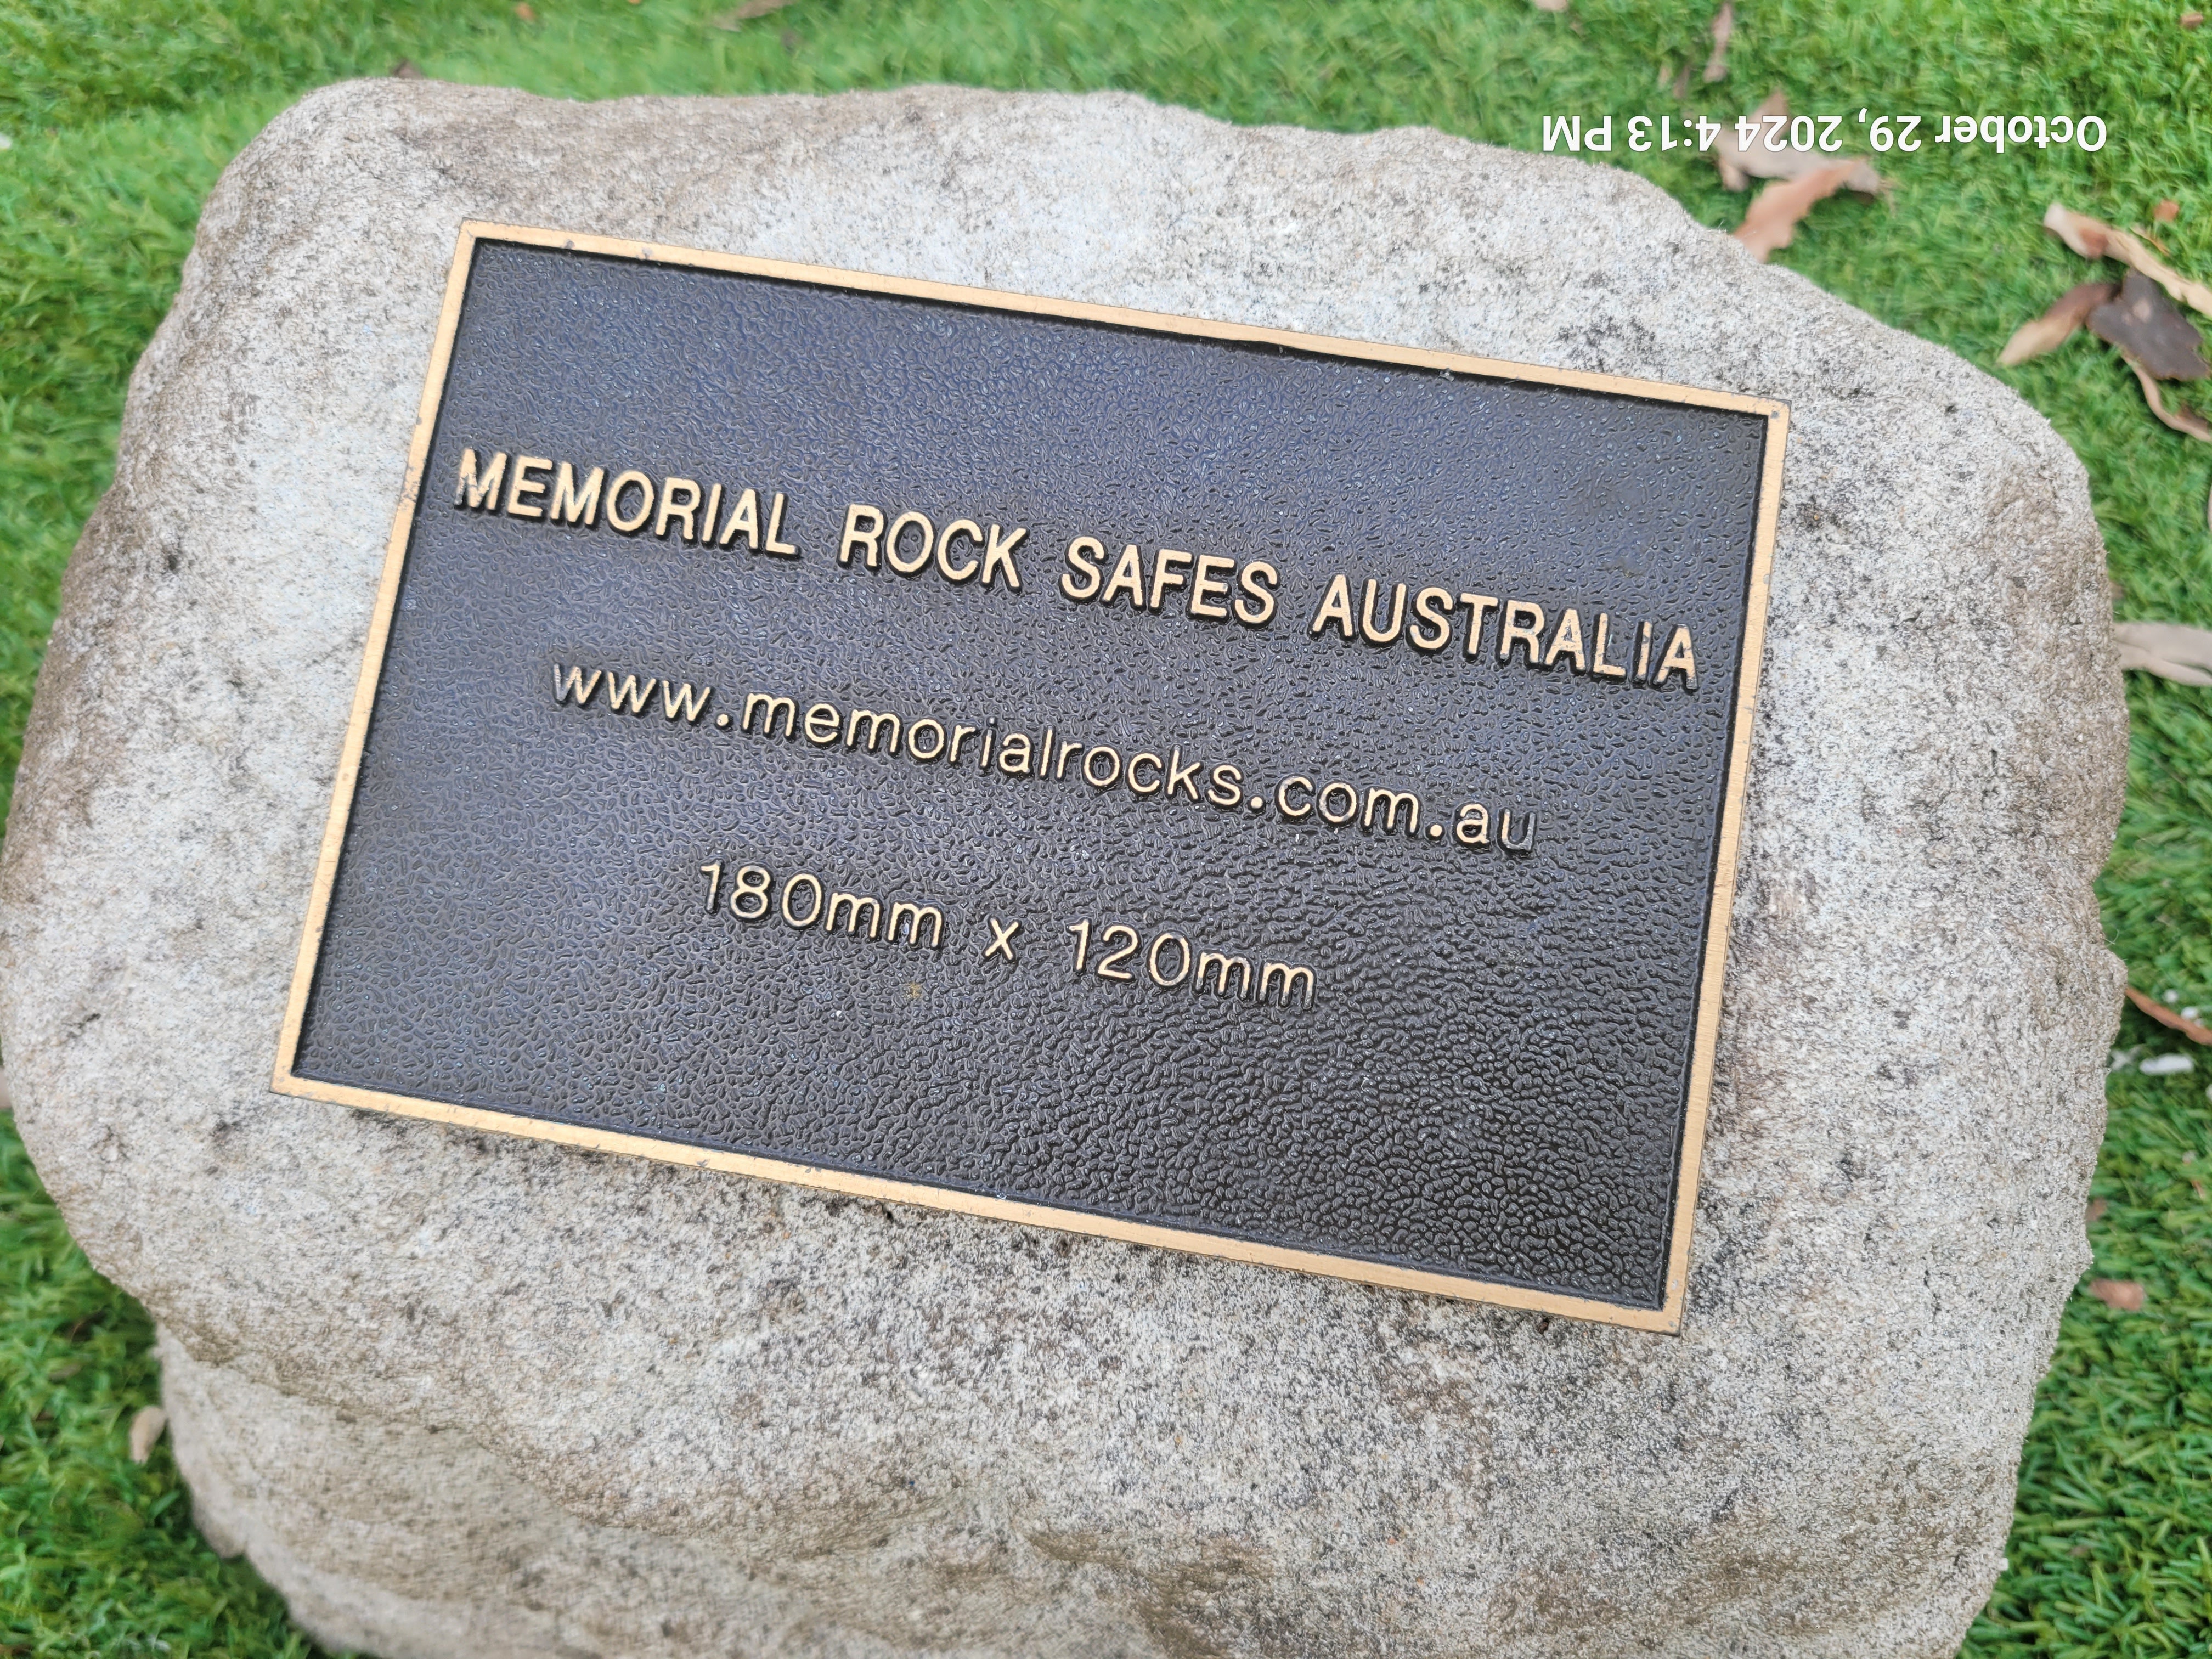 October 29, 2024 4:13 PM
MEMORIAL ROCK SAFES AUSTRALIA
www.memorialrocks.com.au
180mm x 120mm